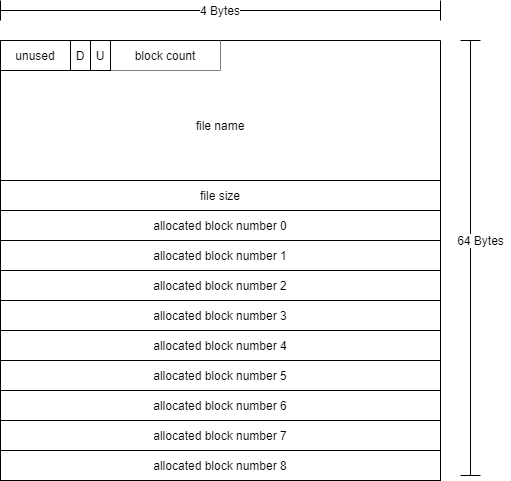 4 Bytes
unused D U block count
file name
file size
allocated block number 0
allocated block number 1
64 Bytes
allocated block number 2
allocated block number 3
allocated block number 4
allocated block number 5
allocated block number 6
allocated block number 7
allocated block number 8